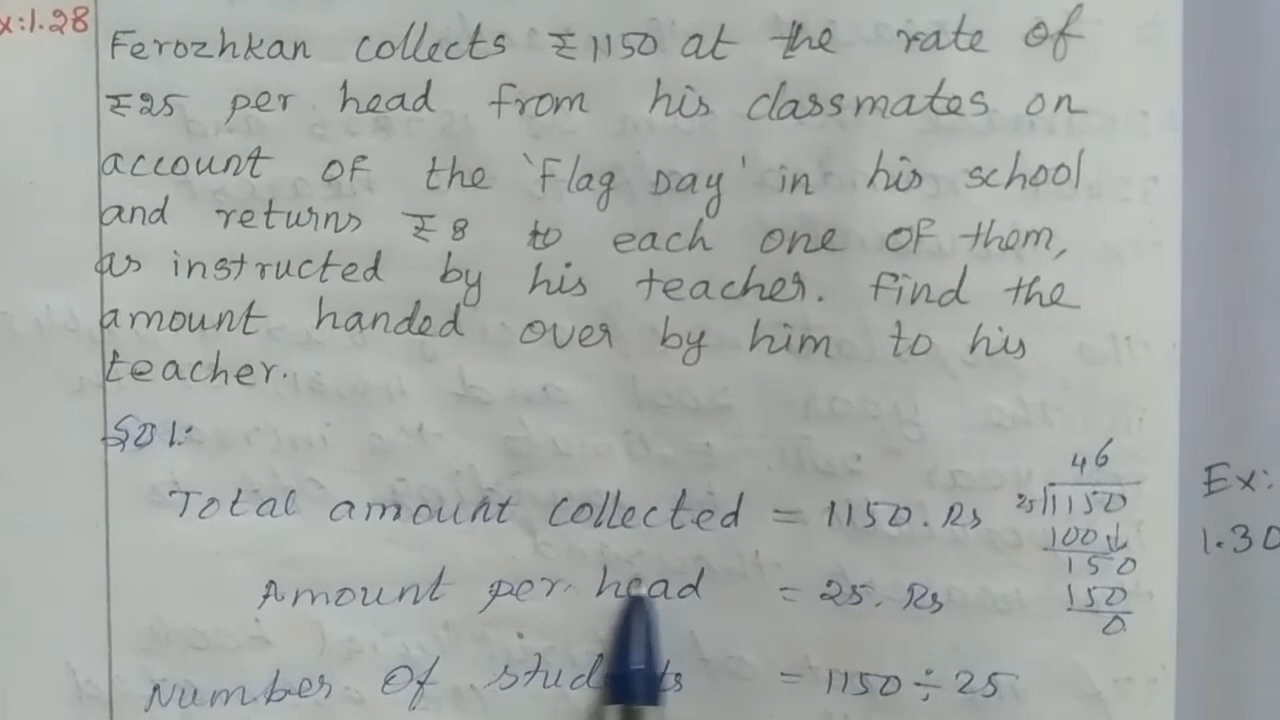 x:1.28
Ferozhkan collects ₹1150 at the rate of
₹25 per head from his classmates on
account of the 'Flag Day' in his school
and returns ₹8 to each one of them,
as instructed by his teacher. Find the
amount handed over by him to his
teacher.
Sol:
Total amount collected = 1150. Rs
Amount per head = 25. Rs
Number of students = 1150 ÷ 25
46
25 1150
100↓
150
150
0
Ex:
1.30